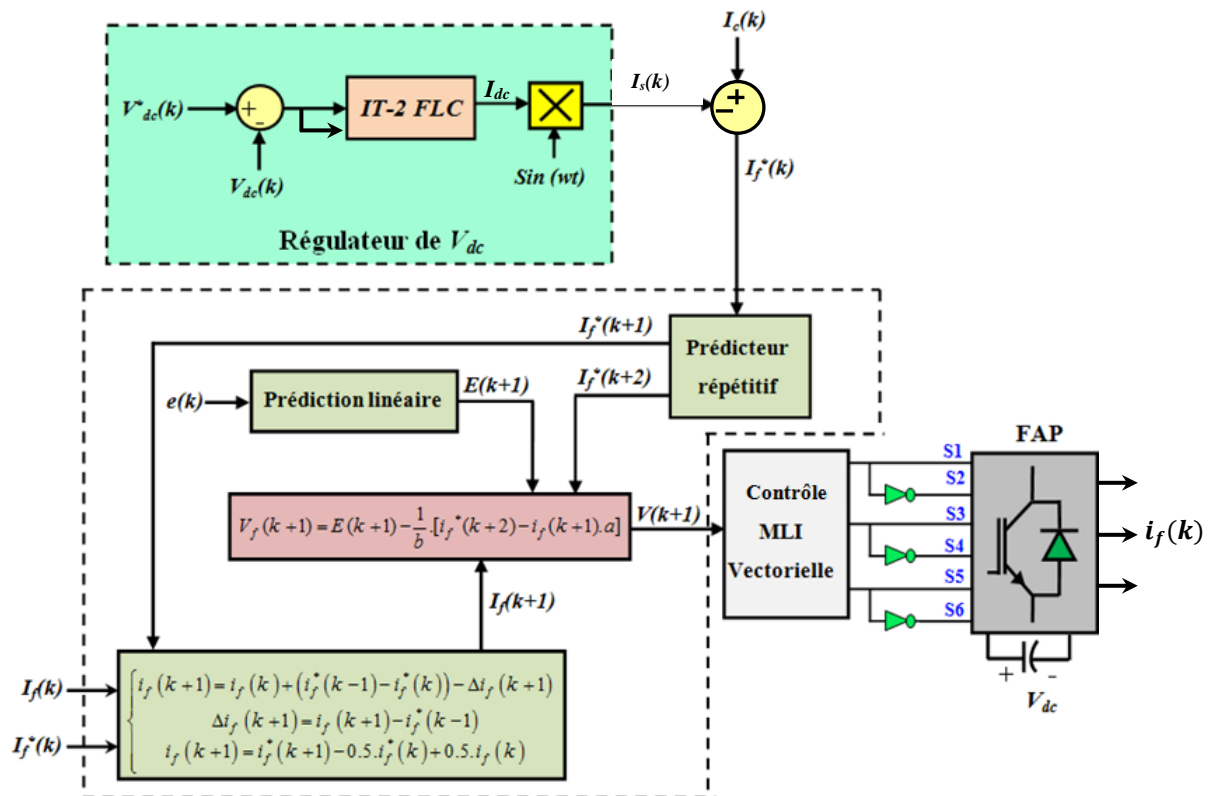 I_c(k)
V*_dc(k)
+
-
IT-2 FLC
I_dc
I_s(k)
+
−
V_dc(k)
Sin (wt)
I_f*(k)
Régulateur de V_dc
I_f*(k+1)
Prédicteur
répétitif
I_f*(k+2)
e(k)
Prédiction linéaire
E(k+1)
FAP
S1
S2
S3
S4
S5
S6
Contrôle
MLI
Vectorielle
V_f(k+1) = E(k+1) − 1/b .[i_f*(k+2) − i_f(k+1).a]
V(k+1)
i_f(k)
I_f(k+1)
I_f(k)
I_f*(k)
{ i_f(k+1) = i_f(k) + (i_f*(k−1) − i_f*(k)) − Δi_f(k+1)
Δi_f(k+1) = i_f(k+1) − i_f*(k−1)
i_f(k+1) = i_f*(k+1) − 0.5.i_f*(k) + 0.5.i_f(k)
+
-
V_dc